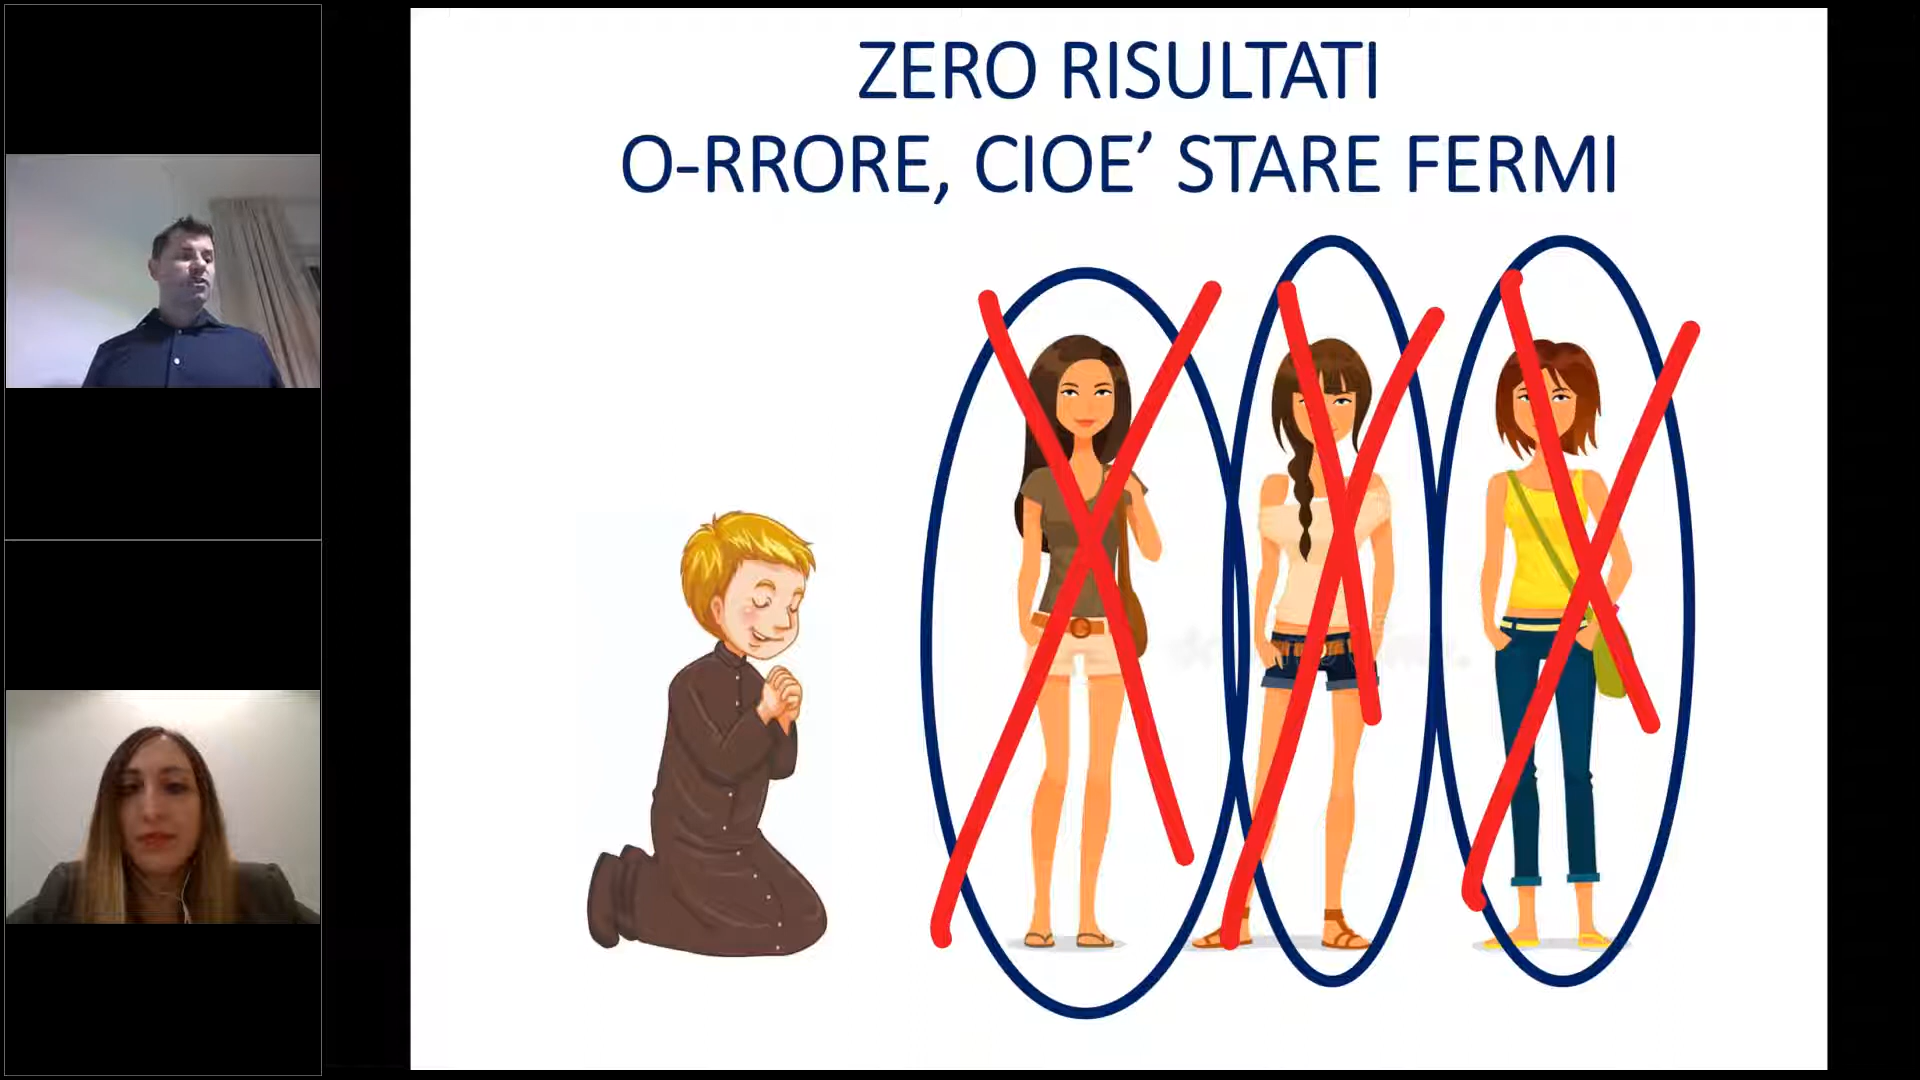 ZERO RISULTATI
O-RRORE, CIOE’ STARE FERMI